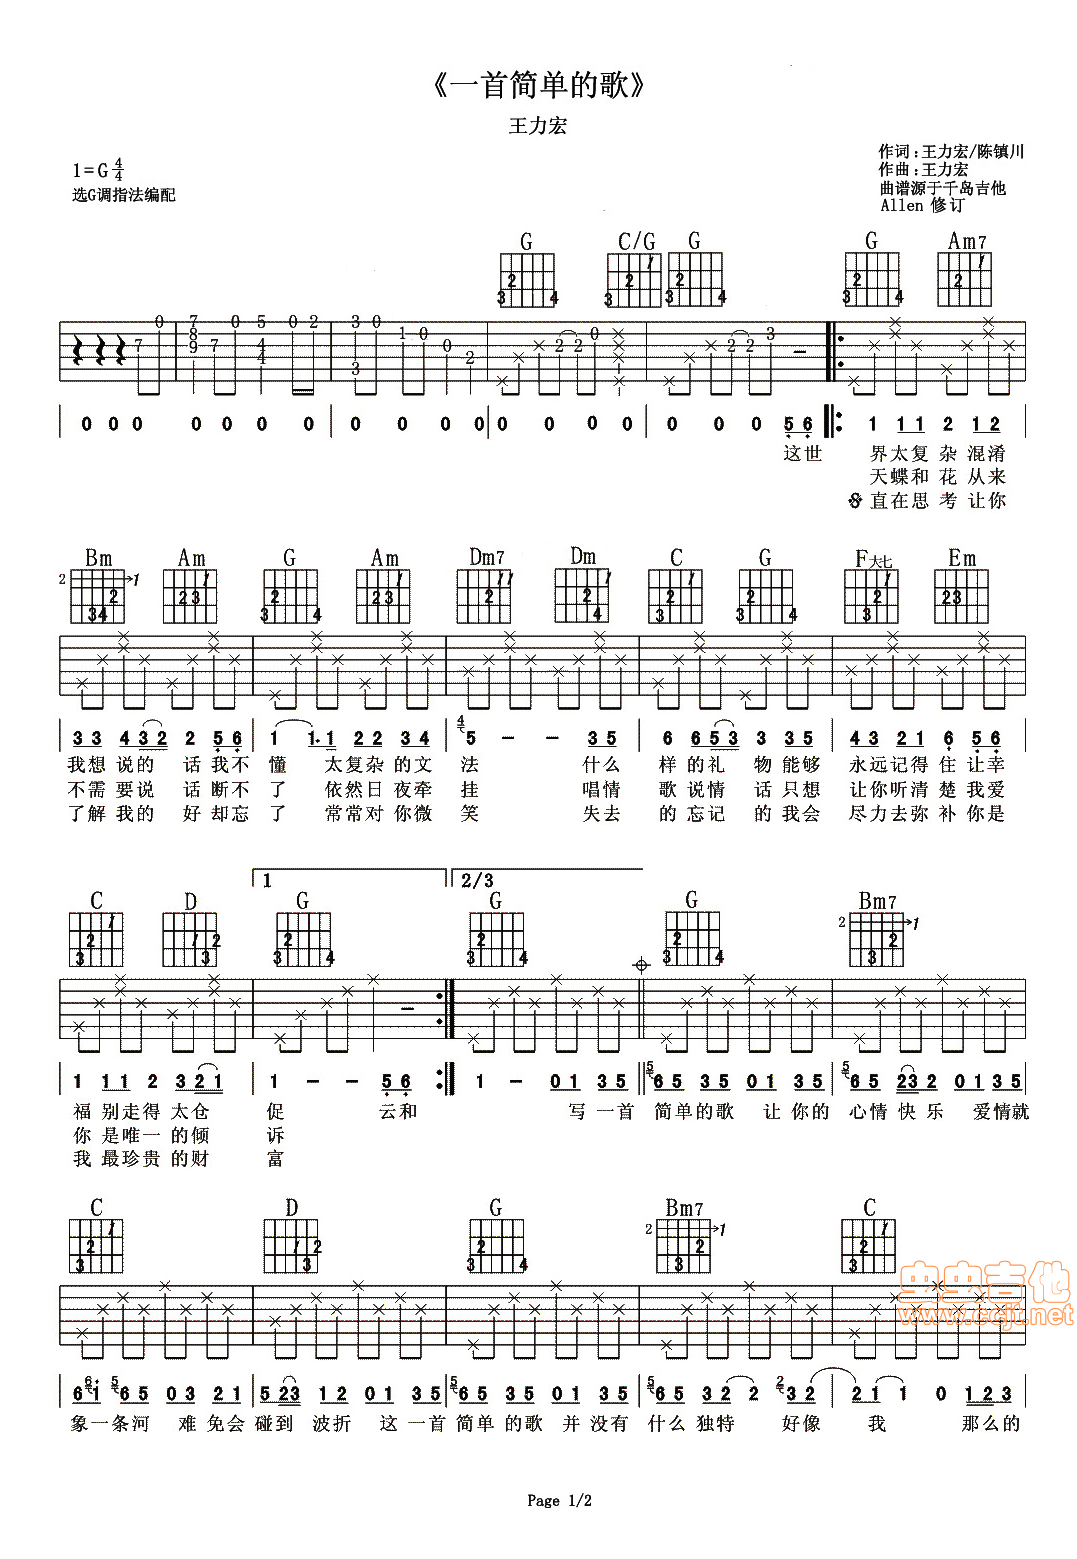 《一首简单的歌》
王力宏
1=G 4/4
选G调指法编配
作词:王力宏/陈镇川
作曲:王力宏
曲谱源于千岛吉他
Allen 修订
G C/G G G Am7
0 0 0 0 0 0 0 0 0 0 0 0 0 0 0 0 5 6 1 1 1 2 1 2
这世 界太复 杂 混淆
天蝶和 花 从来
直在思 考 让你
Bm Am G Am Dm7 Dm C G F大七 Em
3 3 4 3 2 2 5 6 1 1· 1 2 2 3 4 5 - - 3 5 6 6 5 3 3 3 5 4 3 2 1 6 5 6
我想 说的 话 我不 懂 太复杂的文 法 什么 样 的礼 物 能够 永远记得 住 让幸
不需 要说 话 断不 了 依然日 夜牵 挂 唱情 歌 说情 话 只想 让你听清 楚 我爱
了解 我的 好 却忘 了 常常对 你微 笑 失去 的 忘记 的 我会 尽力去弥 补 你是
1 2/3
C D G G G Bm7
1 1 1 2 3 2 1 1 - - 5 6 1 - 0 1 3 5 6 5 3 5 0 1 3 5 6 5 2 3 2 0 1 3 5
福 别走得 太仓 促 云和 写 一首 简单的歌 让 你的 心情 快乐 爱情就
你 是唯一 的倾 诉
我 最珍贵 的财 富
C D G Bm7 C
6 1 6 5 0 3 2 1 5 2 3 1 2 0 1 3 5 6 5 3 5 0 1 3 5 6 5 3 2 2 3 2 2 1 1 0 1 2 3
象一条河 难 免会 碰到 波折 这 一首 简单 的歌 并 没有 什么 独特 好像 我 那么的
虫虫吉他
www.ccjt.net
Page 1/2